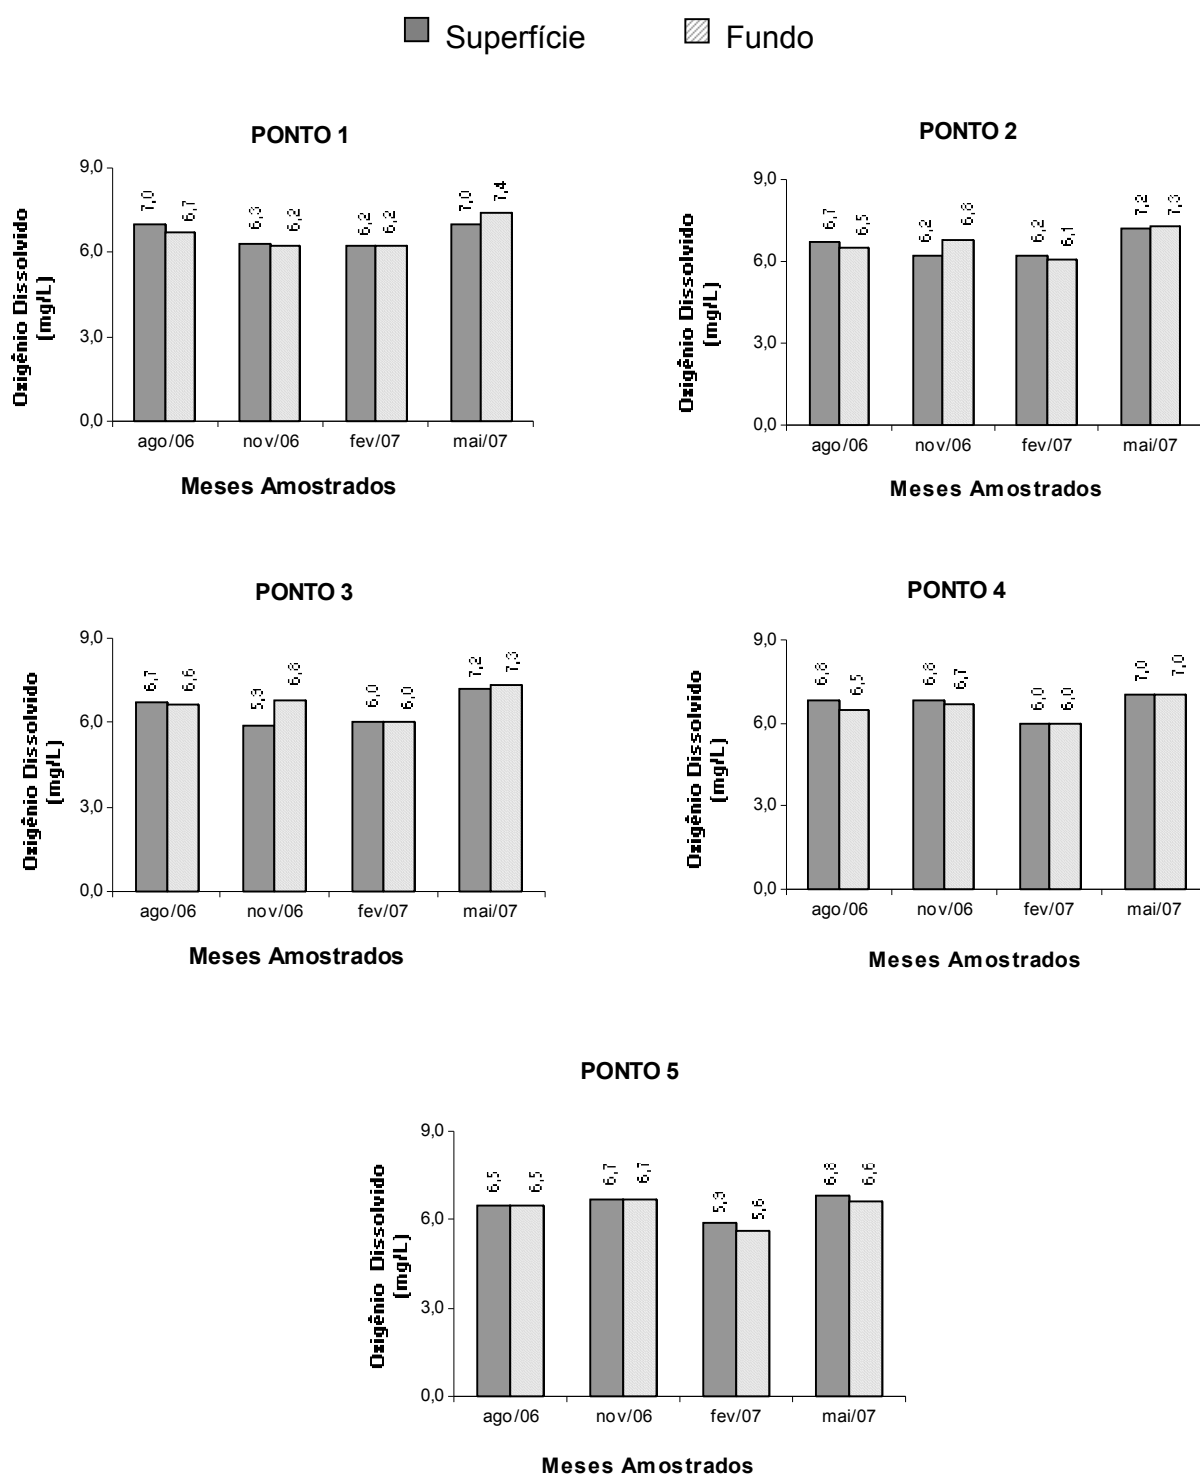 Superfície Fundo
PONTO 1
Oxigênio Dissolvido
(mg/L)
9,0
6,0
3,0
0,0
7,0 6,7 6,3 6,2 6,2 6,2 7,0 7,4
ago/06 nov/06 fev/07 mai/07
Meses Amostrados
PONTO 2
Oxigênio Dissolvido
(mg/L)
9,0
6,0
3,0
0,0
6,7 6,5 6,2 6,8 6,2 6,1 7,2 7,3
ago/06 nov/06 fev/07 mai/07
Meses Amostrados
PONTO 3
Oxigênio Dissolvido
(mg/L)
9,0
6,0
3,0
0,0
6,7 6,6 5,9 6,8 6,0 6,0 7,2 7,3
ago/06 nov/06 fev/07 mai/07
Meses Amostrados
PONTO 4
Oxigênio Dissolvido
(mg/L)
9,0
6,0
3,0
0,0
6,8 6,5 6,8 6,7 6,0 6,0 7,0 7,0
ago/06 nov/06 fev/07 mai/07
Meses Amostrados
PONTO 5
Oxigênio Dissolvido
(mg/L)
9,0
6,0
3,0
0,0
6,5 6,5 6,7 6,7 5,9 5,6 6,8 6,6
ago/06 nov/06 fev/07 mai/07
Meses Amostrados